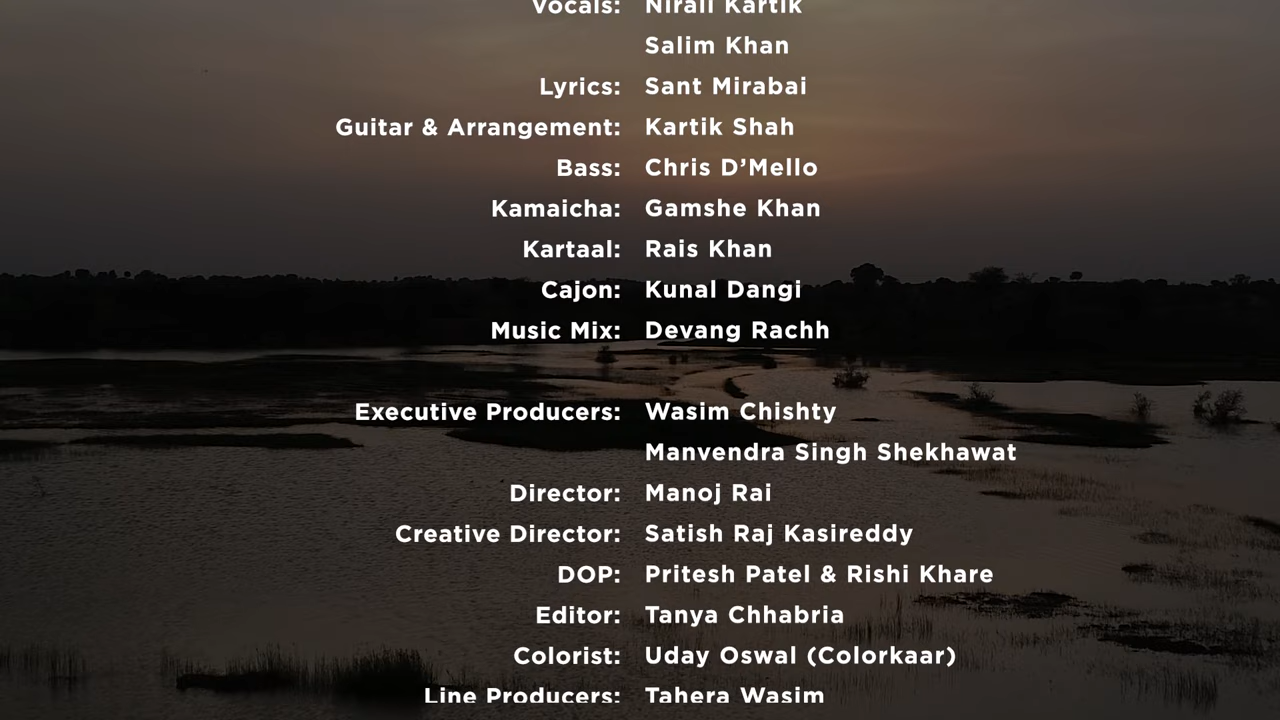 Vocals: Nirali Kartik
Salim Khan
Lyrics: Sant Mirabai
Guitar & Arrangement: Kartik Shah
Bass: Chris D’Mello
Kamaicha: Gamshe Khan
Kartaal: Rais Khan
Cajon: Kunal Dangi
Music Mix: Devang Rachh
Executive Producers: Wasim Chishty
Manvendra Singh Shekhawat
Director: Manoj Rai
Creative Director: Satish Raj Kasireddy
DOP: Pritesh Patel & Rishi Khare
Editor: Tanya Chhabria
Colorist: Uday Oswal (Colorkaar)
Line Producers: Tahera Wasim